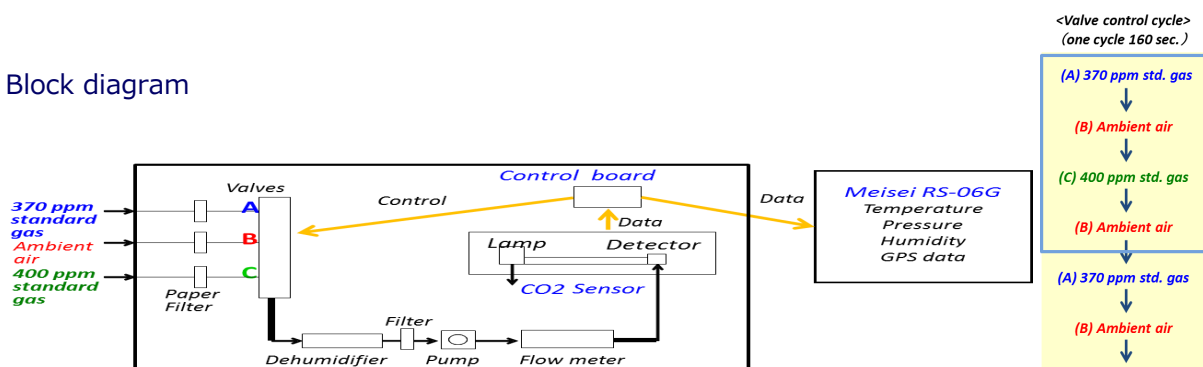 Block diagram
370 ppm
standard
gas
Ambient
air
400 ppm
standard
gas
Paper
Filter
Valves
A
B
C
Control
Control board
Data
Lamp
Detector
CO2 Sensor
Dehumidifier
Filter
Pump
Flow meter
Data
Meisei RS-06G
Temperature
Pressure
Humidity
GPS data
<Valve control cycle>
(one cycle 160 sec.)
(A) 370 ppm std. gas
(B) Ambient air
(C) 400 ppm std. gas
(B) Ambient air
(A) 370 ppm std. gas
(B) Ambient air